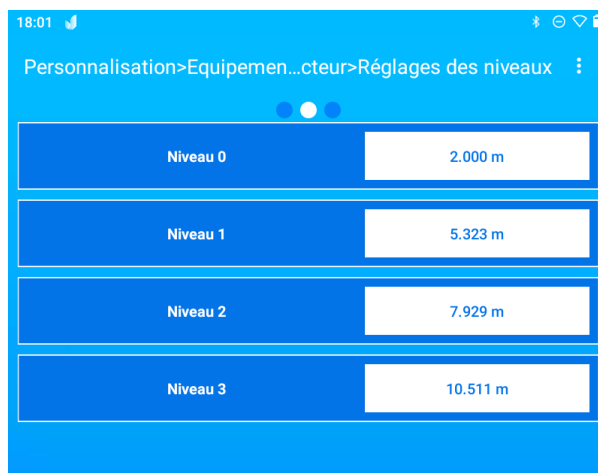 18:01
Personnalisation>Equipemen...cteur>Réglages des niveaux
Niveau 0 2.000 m
Niveau 1 5.323 m
Niveau 2 7.929 m
Niveau 3 10.511 m